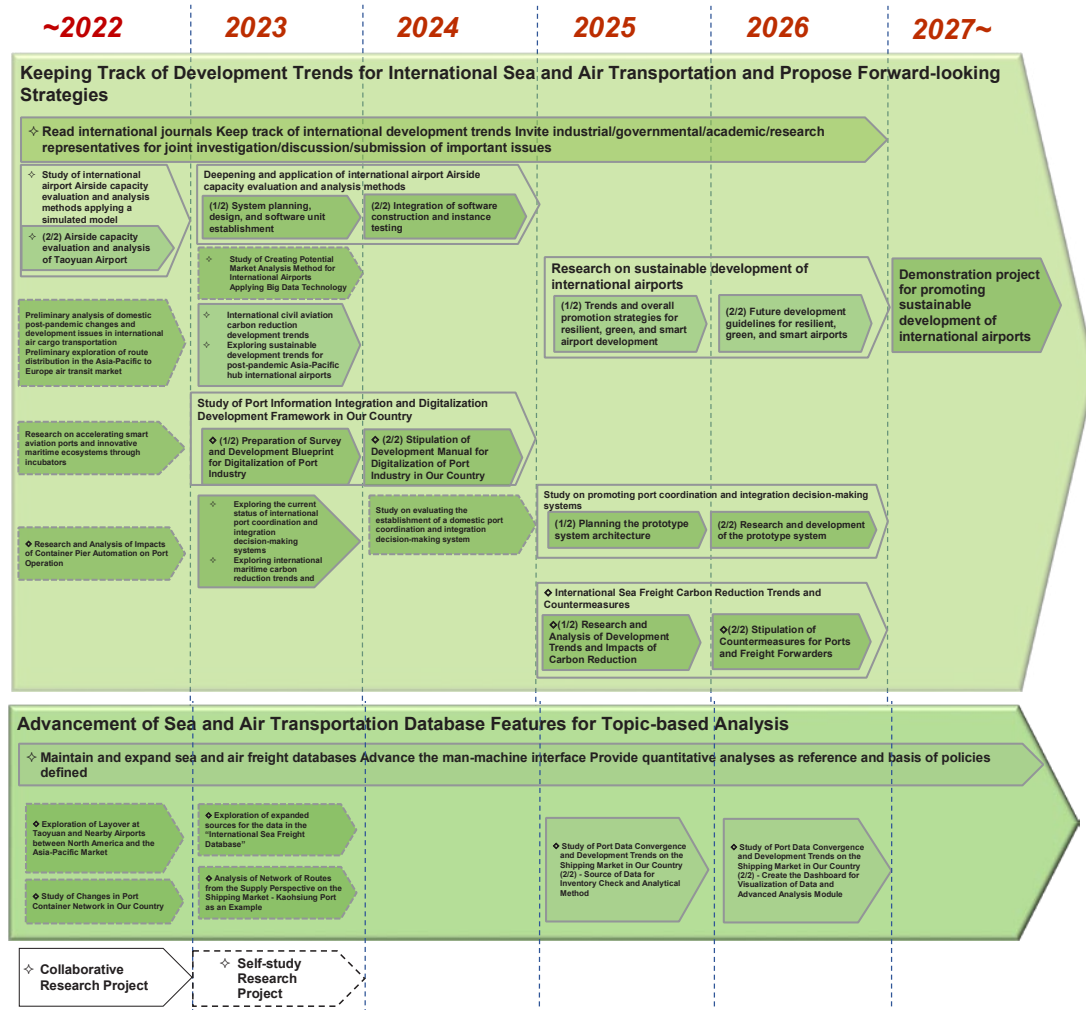 ~2022
2023
2024
2025
2026
2027~
Keeping Track of Development Trends for International Sea and Air Transportation and Propose Forward-looking
Strategies
✧ Read international journals Keep track of international development trends Invite industrial/governmental/academic/research
representatives for joint investigation/discussion/submission of important issues
✧ Study of international
airport Airside capacity
evaluation and analysis
methods applying a
simulated model
✧ (2/2) Airside capacity
evaluation and analysis
of Taoyuan Airport
Deepening and application of international airport Airside
capacity evaluation and analysis methods
(1/2) System planning,
design, and software unit
establishment
(2/2) Integration of software
construction and instance
testing
✧ Study of Creating Potential
Market Analysis Method for
International Airports
Applying Big Data Technology
Research on sustainable development of
international airports
(1/2) Trends and overall
promotion strategies for
resilient, green, and smart
airport development
(2/2) Future development
guidelines for resilient,
green, and smart airports
Demonstration project
for promoting
sustainable
development of
international airports
Preliminary analysis of domestic
post-pandemic changes and
development issues in international
air cargo transportation
Preliminary exploration of route
distribution in the Asia-Pacific to
Europe air transit market
✧ International civil aviation
carbon reduction
development trends
✧ Exploring sustainable
development trends for
post-pandemic Asia-Pacific
hub international airports
Study of Port Information Integration and Digitalization
Development Framework in Our Country
◇ (1/2) Preparation of Survey
and Development Blueprint
for Digitalization of Port
Industry
◇ (2/2) Stipulation of
Development Manual for
Digitalization of Port
Industry in Our Country
Research on accelerating smart
aviation ports and innovative
maritime ecosystems through
incubators
✧ Exploring the current
status of international
port coordination and
integration
decision-making
systems
✧ Exploring international
maritime carbon
reduction trends and
Study on evaluating the
establishment of a domestic port
coordination and integration
decision-making system
Study on promoting port coordination and integration decision-making
systems
(1/2) Planning the prototype
system architecture
(2/2) Research and development
of the prototype system
◇ Research and Analysis of Impacts
of Container Pier Automation on Port
Operation
◇ International Sea Freight Carbon Reduction Trends and
Countermeasures
◇(1/2) Research and
Analysis of Development
Trends and Impacts of
Carbon Reduction
◇(2/2) Stipulation of
Countermeasures for Ports
and Freight Forwarders
Advancement of Sea and Air Transportation Database Features for Topic-based Analysis
✧ Maintain and expand sea and air freight databases Advance the man-machine interface Provide quantitative analyses as reference and basis of policies
defined
◇ Exploration of Layover at
Taoyuan and Nearby Airports
between North America and the
Asia-Pacific Market
◇ Study of Changes in Port
Container Network in Our Country
◇ Exploration of expanded
sources for the data in the
"International Sea Freight
Database"
◇ Analysis of Network of Routes
from the Supply Perspective on the
Shipping Market - Kaohsiung Port
as an Example
◇ Study of Port Data Convergence
and Development Trends on the
Shipping Market in Our Country
(2/2) - Source of Data for
Inventory Check and Analytical
Method
◇ Study of Port Data Convergence
and Development Trends on the
Shipping Market in Our Country
(2/2) - Create the Dashboard for
Visualization of Data and
Advanced Analysis Module
✧ Collaborative
Research Project
✧ Self-study
Research
Project